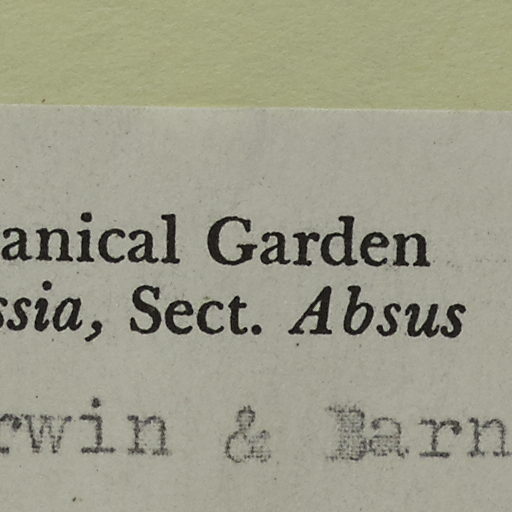 anical Garden
ssia, Sect. Absus
rwin & Barn